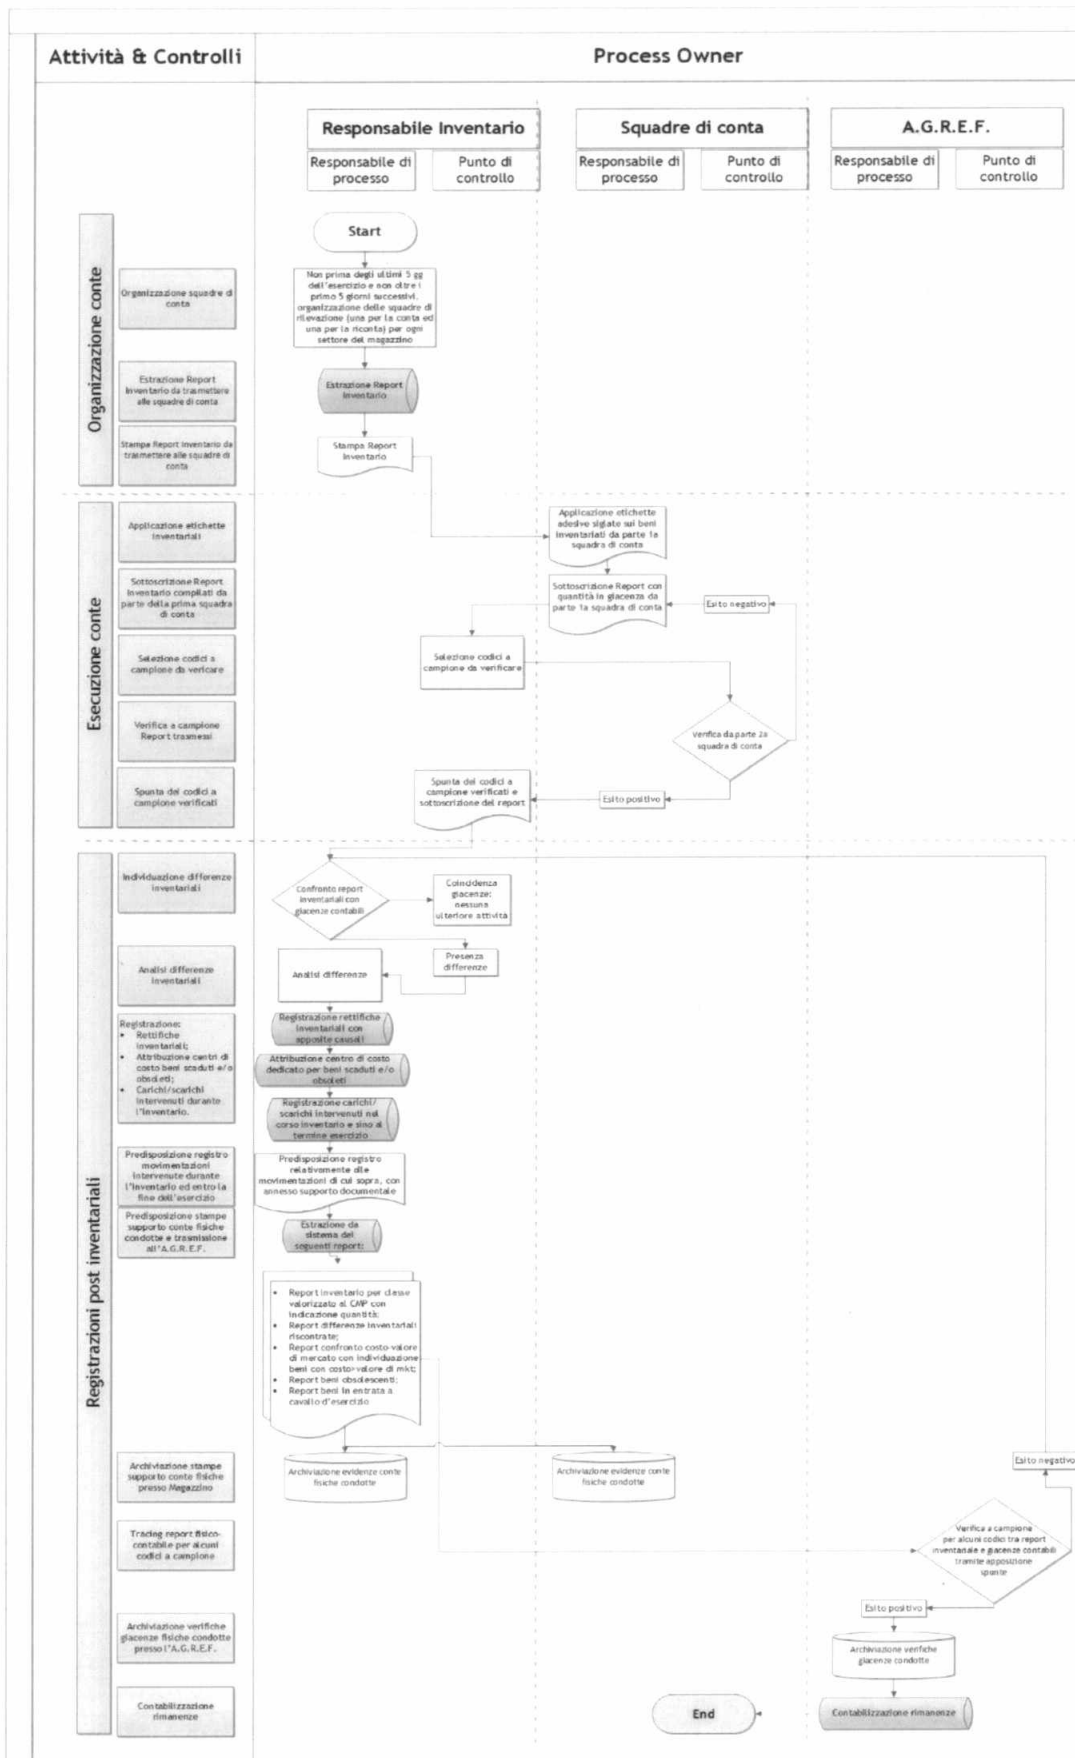 Attività & Controlli
Process Owner
Responsabile Inventario
Squadre di conta
A.G.R.E.F.
Responsabile di
processo
Punto di
controllo
Responsabile di
processo
Punto di
controllo
Responsabile di
processo
Punto di
controllo
Organizzazione conte
Start
Organizzazione squadre di
conta
Non prima degli ultimi 5 gg
dell'esercizio e non oltre i
primo 5 giorni successivi,
organizzazione delle squadre di
rilevazione (una per la conta ed
una per la riconta) per ogni
settore del magazzino
Estrazione Report
Inventario da trasmettere
alle squadre di conta
Estrazione Report
Inventario
Stampa Report Inventario da
trasmettere alle squadre di
conta
Stampa Report
Inventario
Esecuzione conte
Applicazione etichette
inventariali
Applicazione etichette
adesive siglate sui beni
inventariati da parte 1a
squadra di conta
Sottoscrizione Report
Inventario compilati da
parte della prima squadra
di conta
Sottoscrizione Report con
quantità in giacenza da
parte 1a squadra di conta
Esito negativo
Selezione codici a
campione da vericare
Selezione codici a
campione da verificare
Verifica a campione
Report trasmessi
Verifica da parte 2a
squadra di conta
Spunta dei codici a
campione verificati
Spunta dei codici a
campione verificati e
sottoscrizione del report
Esito positivo
Registrazioni post inventariali
Individuazione differenze
inventariali
Confronto report
inventariali con
giacenze contabili
Coincidenza
giacenze:
nessuna
ulteriore attività
Analisi differenze
inventariali
Analisi differenze
Presenza
differenze
Registrazione:
• Rettifiche
inventariali;
• Attribuzione centri di
costo beni scaduti e/o
obsoleti;
• Carichi/scarichi
intervenuti durante
l'inventario.
Registrazione rettifiche
inventariali con
apposite causali
Attribuzione centro di costo
dedicato per beni scaduti e/o
obsoleti
Registrazione carichi/
scarichi intervenuti nel
corso inventario e sino al
termine esercizio
Predisposizione registro
movimentazioni
intervenute durante
l'inventario ed entro la
fine dell'esercizio
Predisposizione registro
relativamente alle
movimentazioni di cui sopra, con
annesso supporto documentale
Predisposizione stampe
supporto conte fisiche
condotte e trasmissione
all'A.G.R.E.F.
Estrazione da
sistema dei
seguenti report:
• Report inventario per classe
valorizzato al CMP con
indicazione quantità;
• Report differenze inventariali
riscontrate;
• Report confronto costo-valore
di mercato con individuazione
beni con costo>valore di mkt;
• Report beni obsolescenti;
• Report beni in entrata a
cavallo d'esercizio
Archiviazione stampe
supporto conte fisiche
presso Magazzino
Archiviazione evidenze conte
fisiche condotte
Archiviazione evidenze conte
fisiche condotte
Esito negativo
Tracing report fisico-
contabile per alcuni
codici a campione
Verifica a campione
per alcuni codici tra report
inventariale e giacenze contabili
tramite apposizione
spunte
Esito positivo
Archiviazione verifiche
giacenze fisiche condotte
presso l'A.G.R.E.F.
Archiviazione verifiche
giacenze condotte
Contabilizzazione
rimanenze
End
Contabilizzazione rimanenze